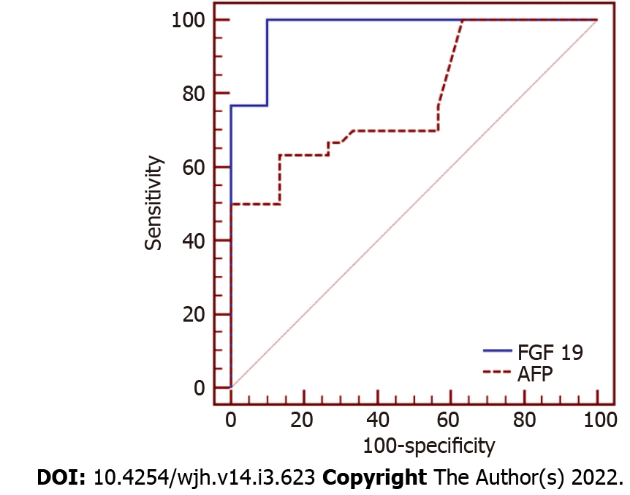 100
80
60
40
20
0
Sensitivity
FGF 19
AFP
0 20 40 60 80 100
100-specificity
DOI: 10.4254/wjh.v14.i3.623 Copyright The Author(s) 2022.